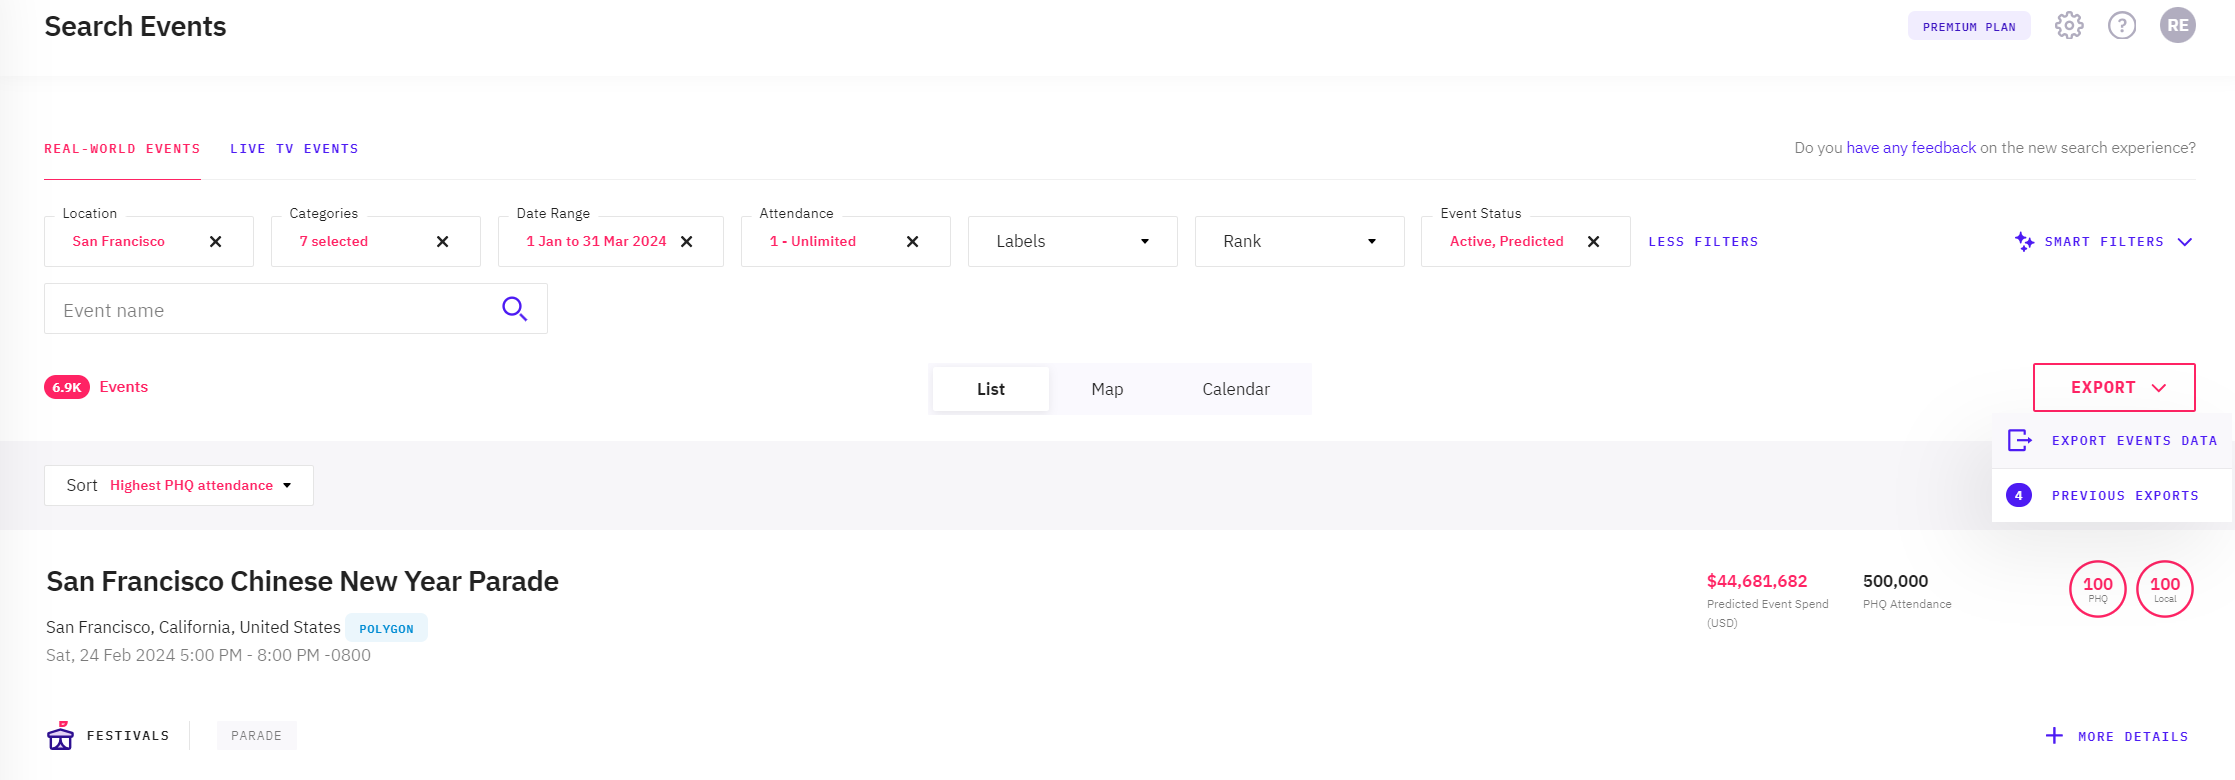 Search Events
PREMIUM PLAN
?
RE
REAL-WORLD EVENTS
LIVE TV EVENTS
Do you have any feedback on the new search experience?
Location
San Francisco
Categories
7 selected
Date Range
1 Jan to 31 Mar 2024
Attendance
1 - Unlimited
Labels
Rank
Event Status
Active, Predicted
LESS FILTERS
SMART FILTERS
Event name
6.9K Events
List
Map
Calendar
EXPORT
EXPORT EVENTS DATA
4 PREVIOUS EXPORTS
Sort Highest PHQ attendance
San Francisco Chinese New Year Parade
San Francisco, California, United States POLYGON
Sat, 24 Feb 2024 5:00 PM - 8:00 PM -0800
$44,681,682
Predicted Event Spend
(USD)
500,000
PHQ Attendance
100
PHQ
100
Local
FESTIVALS
PARADE
MORE DETAILS